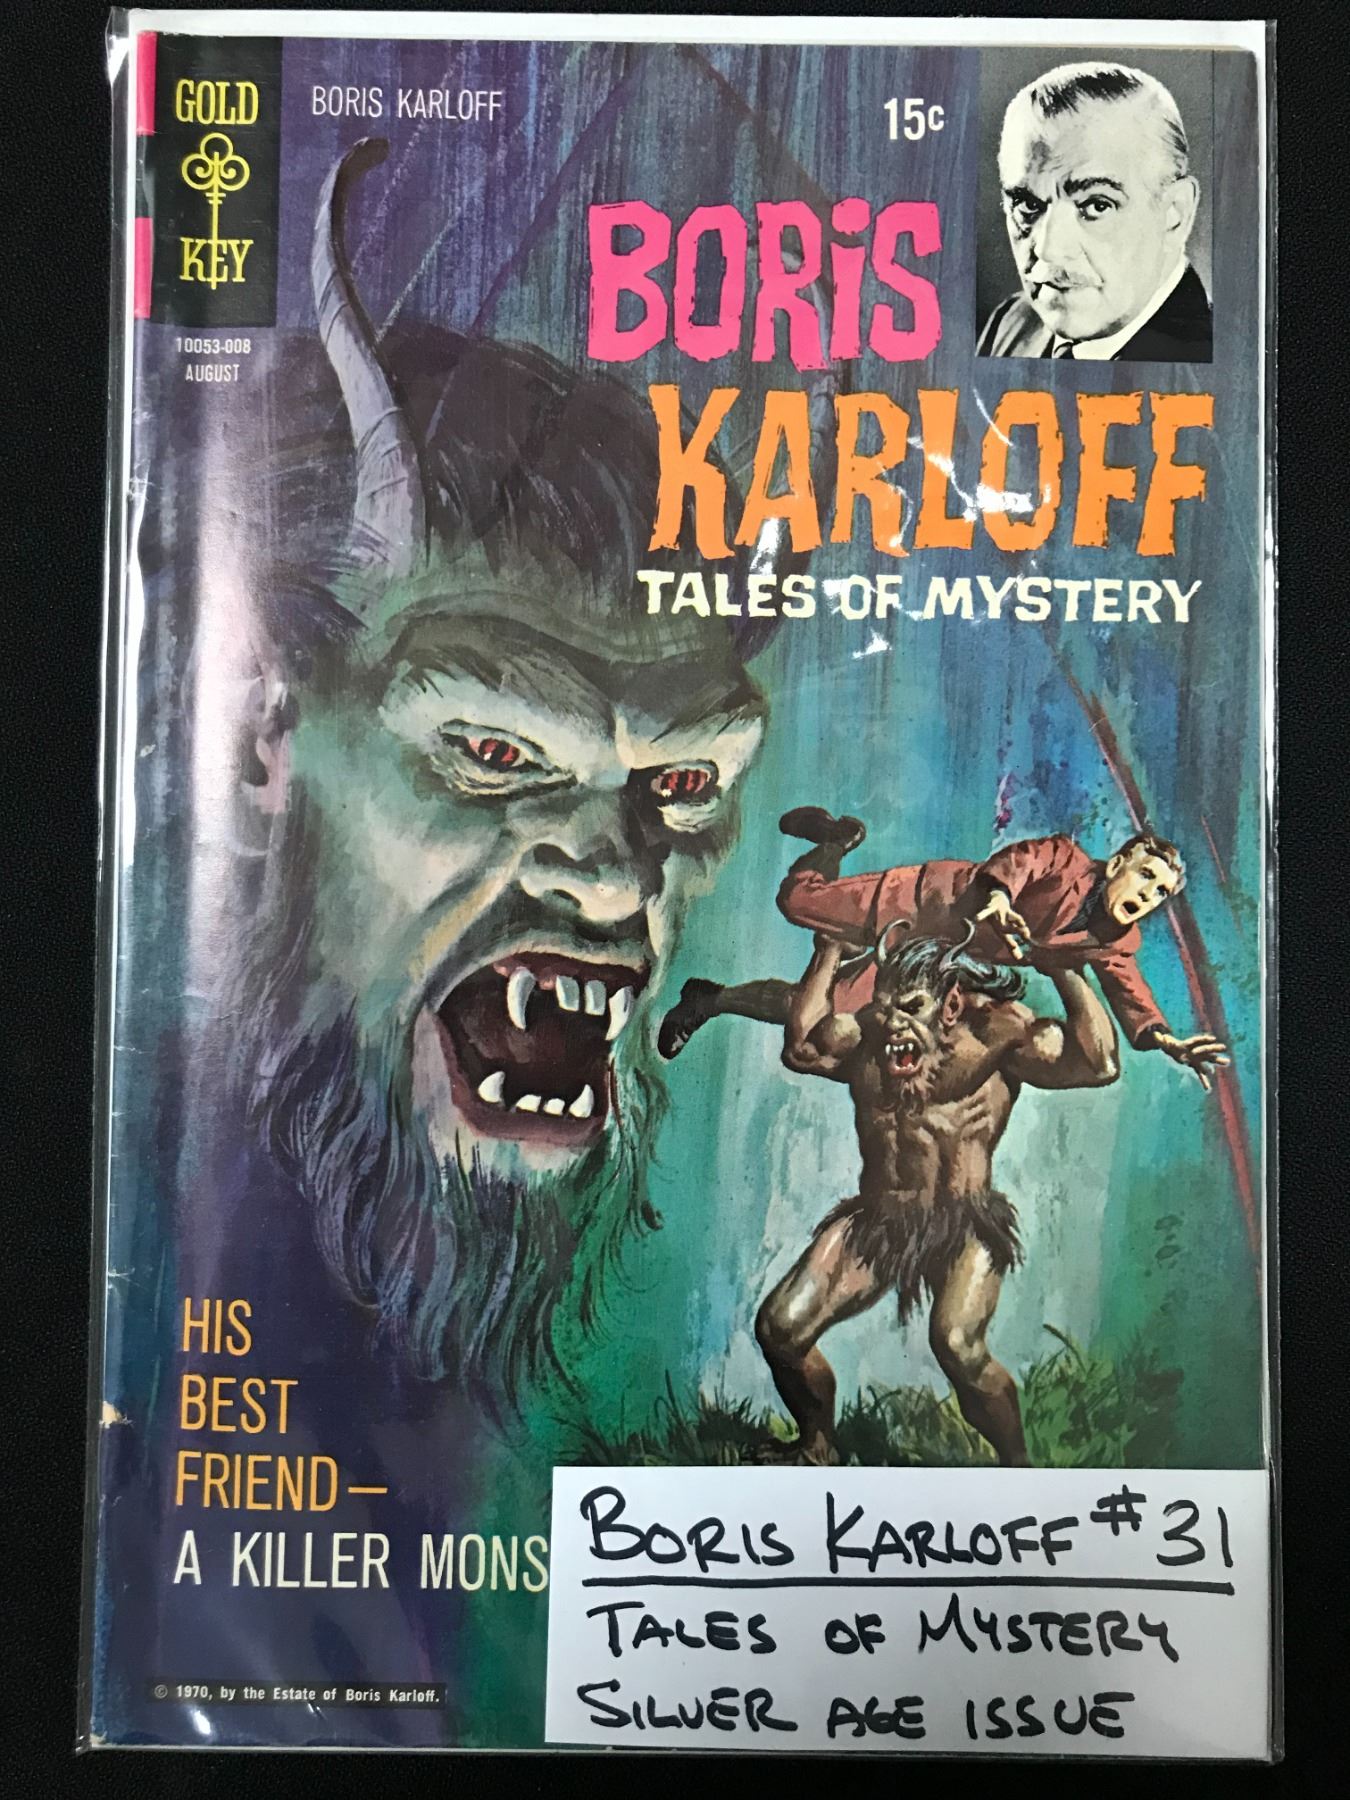 GOLD
KEY
BORIS KARLOFF
15c
10053-008
AUGUST
BORiS
KARLOFF
TALES OF MYSTERY
HIS
BEST
FRIEND—
A KILLER MONS
© 1970, by the Estate of Boris Karloff.
BORIS KARLOFF #31
TALES OF MYSTERY
SILVER AGE ISSUE